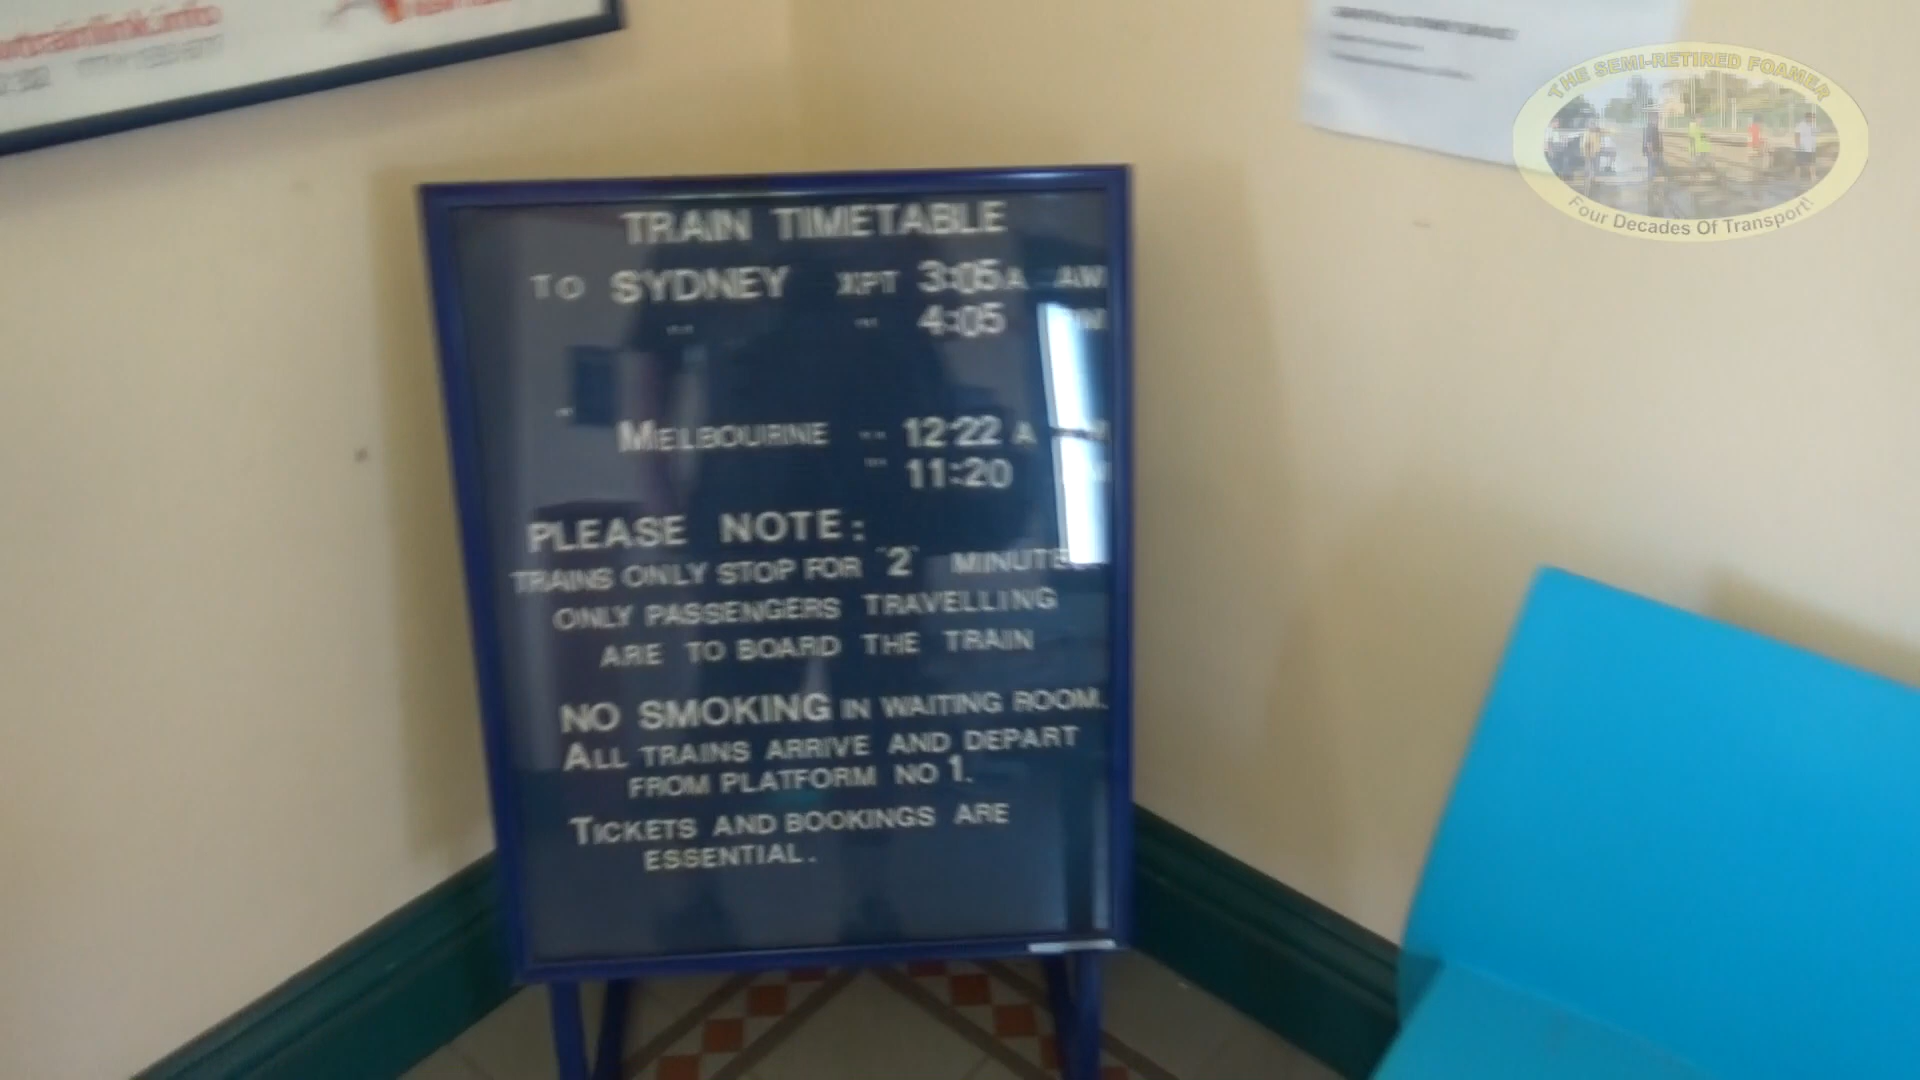 TRAIN TIMETABLE
TO SYDNEY XPT 3:05A AM
" " 4:05
" MELBOURNE " 12:22 A
" 11:20
PLEASE NOTE:
TRAINS ONLY STOP FOR "2" MINUTES
ONLY PASSENGERS TRAVELLING
ARE TO BOARD THE TRAIN
NO SMOKING IN WAITING ROOM.
ALL TRAINS ARRIVE AND DEPART
FROM PLATFORM NO 1.
TICKETS AND BOOKINGS ARE
ESSENTIAL.
THE SEMI-RETIRED FOAMER
Four Decades Of Transport!